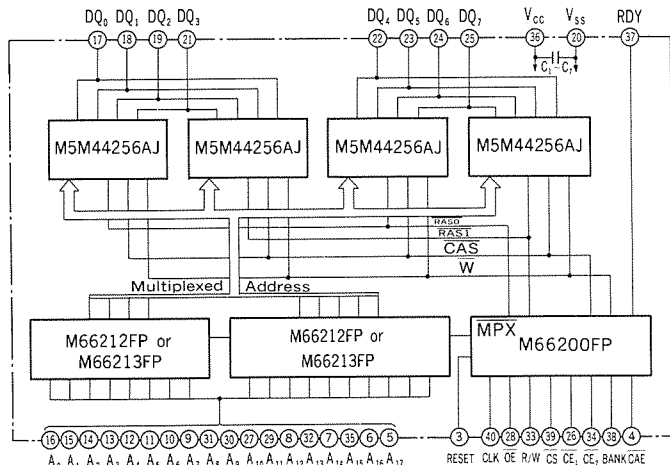 DQ₀ DQ₁ DQ₂ DQ₃ DQ₄ DQ₅ DQ₆ DQ₇ V_CC V_SS RDY
17 18 19 21 22 23 24 25 36 20 37
C₁~C₇
M5M44256AJ M5M44256AJ M5M44256AJ M5M44256AJ
RAS0
RAS1
CAS
W
Multiplexed Address
M66212FP or
M66213FP
M66212FP or
M66213FP
MPX
M66200FP
16 15 14 13 12 11 10 9 31 30 27 29 8 32 7 35 6 5 3 40 28 33 39 26 34 38 4
A₀ A₁ A₂ A₃ A₄ A₅ A₆ A₇ A₈ A₉ A₁₀ A₁₁ A₁₂ A₁₃ A₁₄ A₁₅ A₁₆ A₁₇ RESET CLK OE R/W CS CE₁ BANK CAE